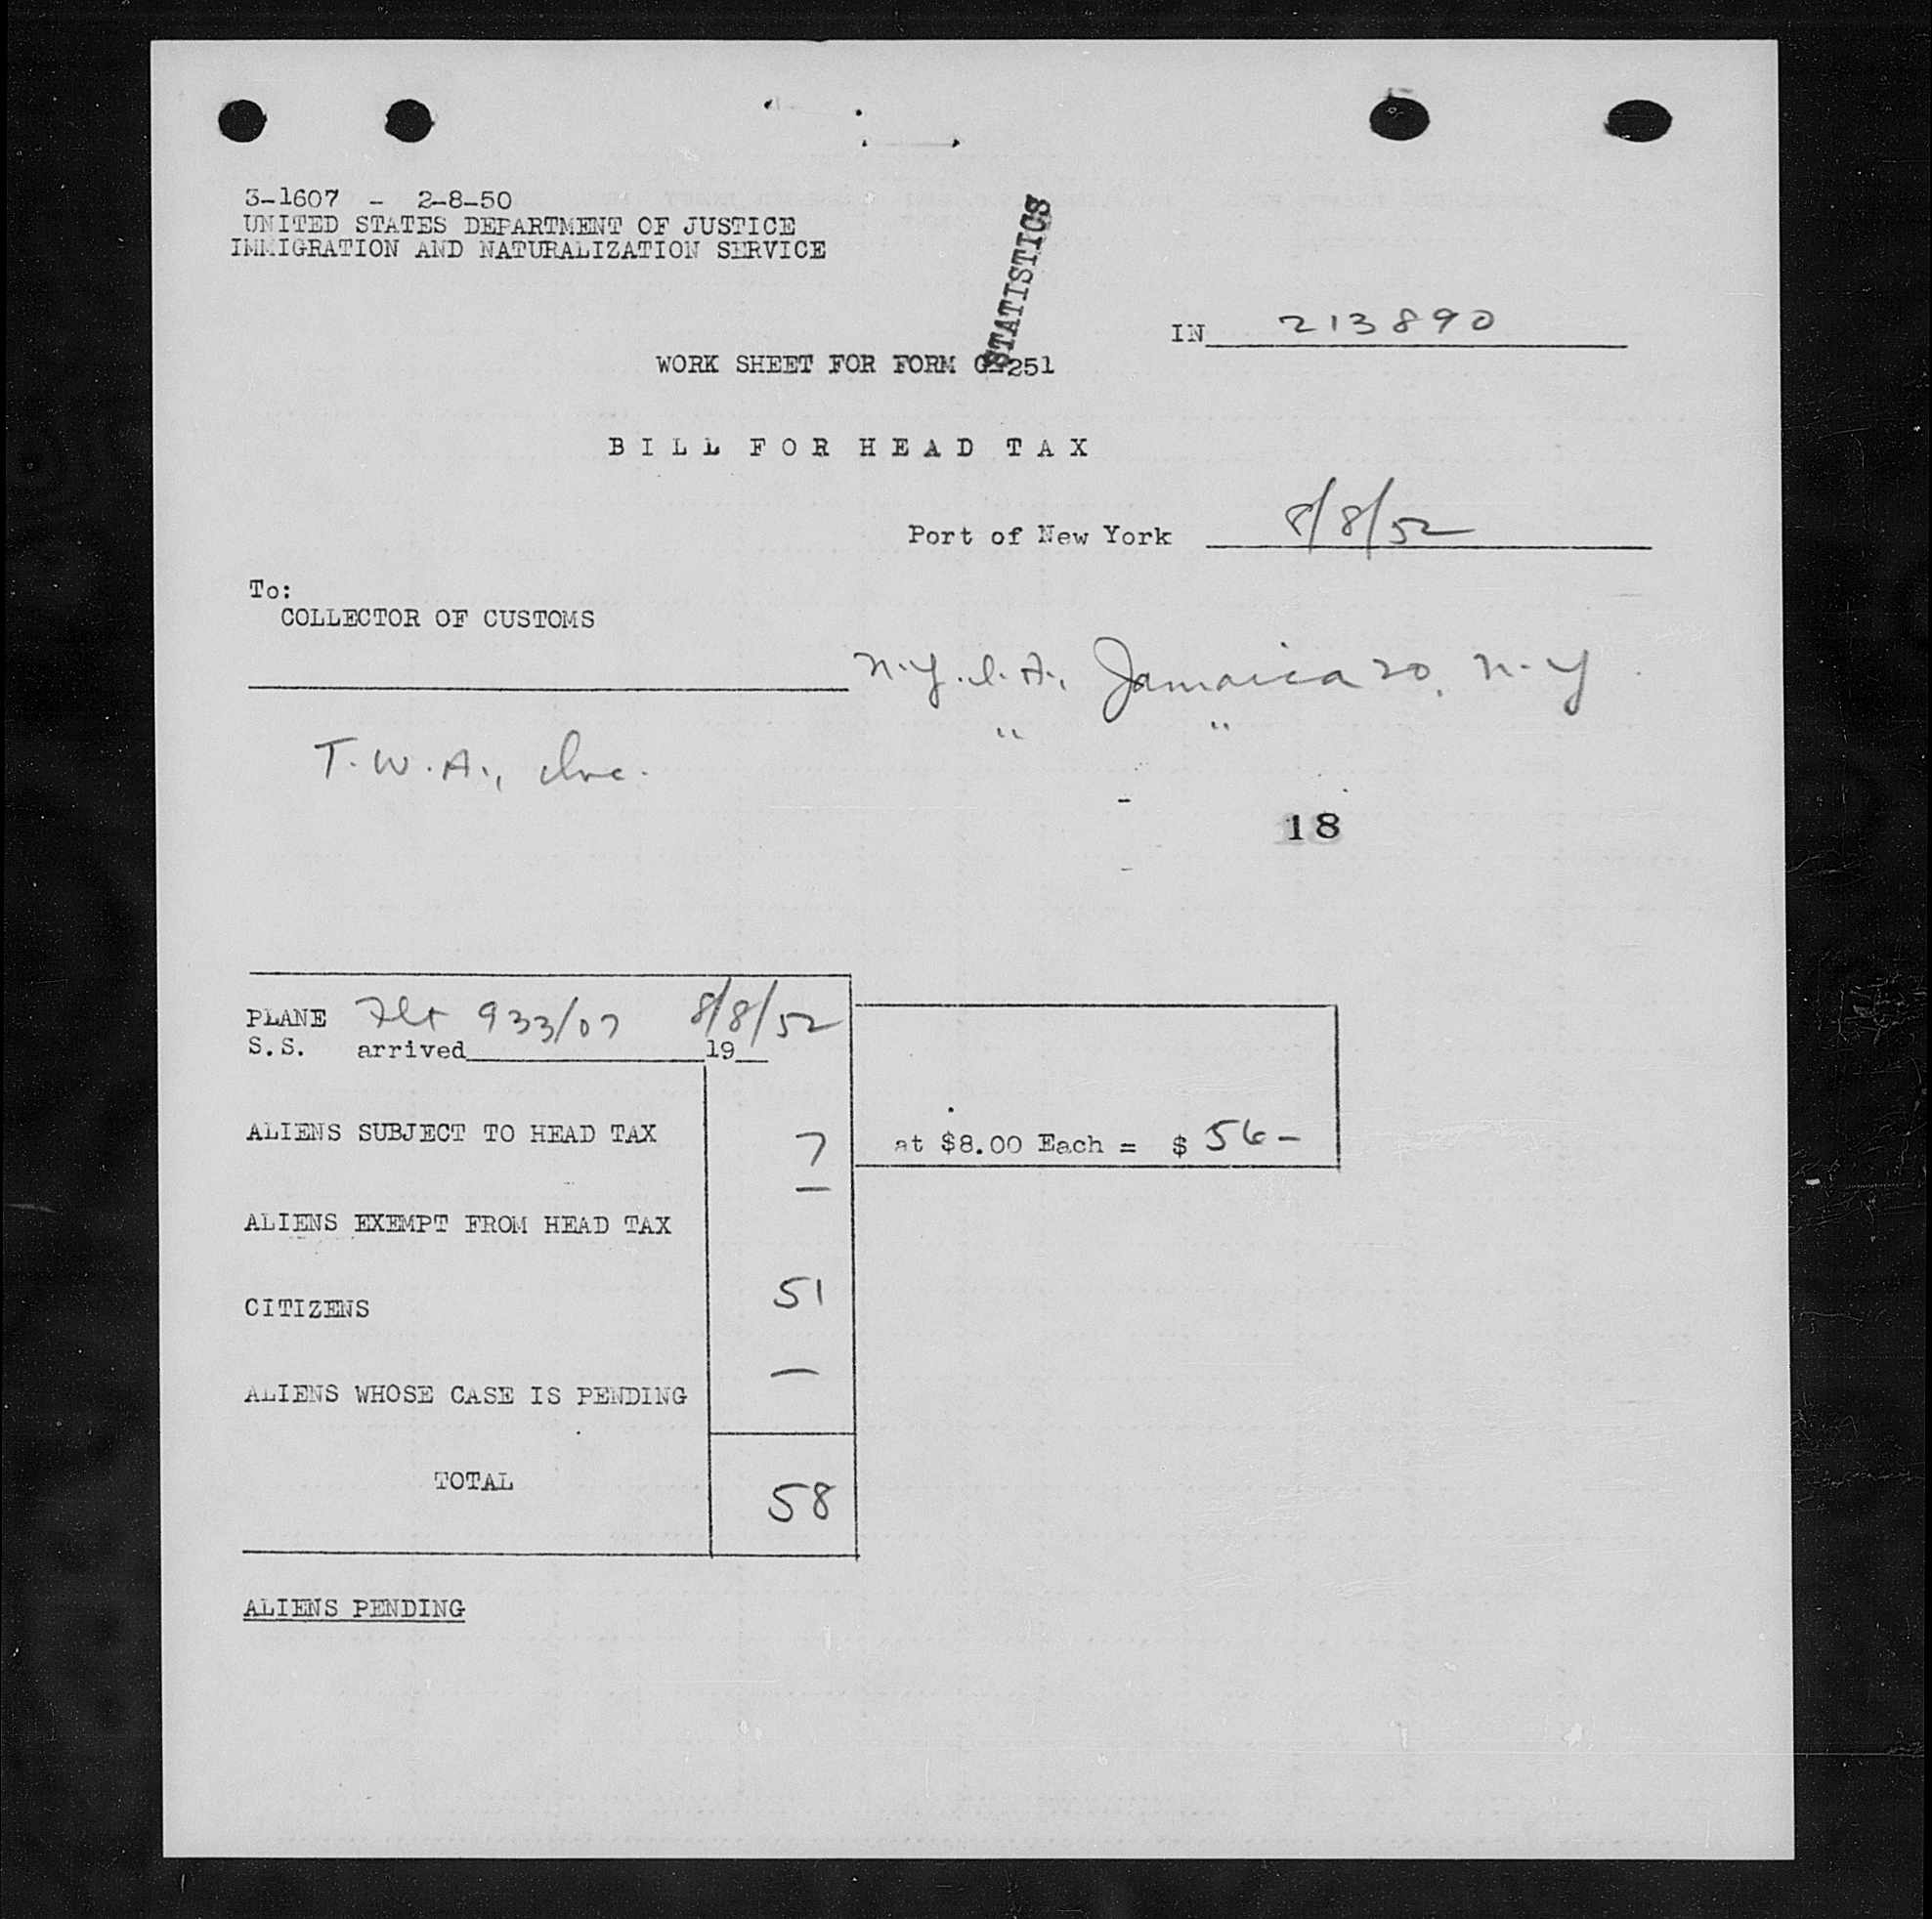 3-1607 - 2-8-50
UNITED STATES DEPARTMENT OF JUSTICE
IMMIGRATION AND NATURALIZATION SERVICE
STATISTICS
IN 213890
WORK SHEET FOR FORM G-251
BILL FOR HEAD TAX
Port of New York 8/8/52
To:
COLLECTOR OF CUSTOMS
N.Y.I.A., Jamaica 20, N.Y.
" "
T.W.A., Inc.
18
PLANE Flt 933/07 8/8/52
S.S. arrived 19
ALIENS SUBJECT TO HEAD TAX 7 at $8.00 Each = $ 56-
ALIENS EXEMPT FROM HEAD TAX —
CITIZENS 51
ALIENS WHOSE CASE IS PENDING —
TOTAL 58
ALIENS PENDING